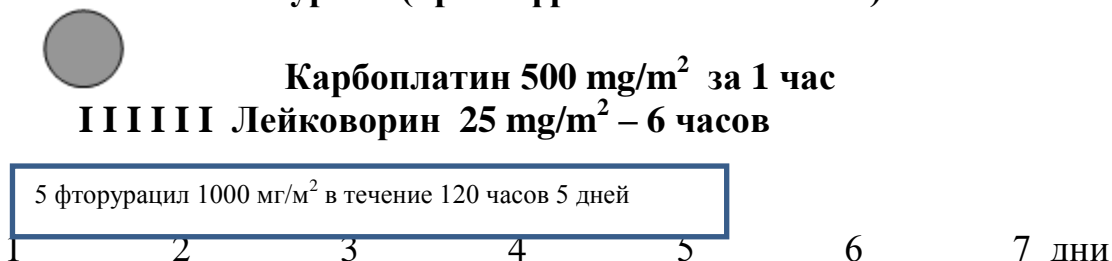 Карбоплатин 500 mg/m² за 1 час
I I I I I I Лейковорин 25 mg/m² – 6 часов
5 фторурацил 1000 мг/м² в течение 120 часов 5 дней
1 2 3 4 5 6 7 дни